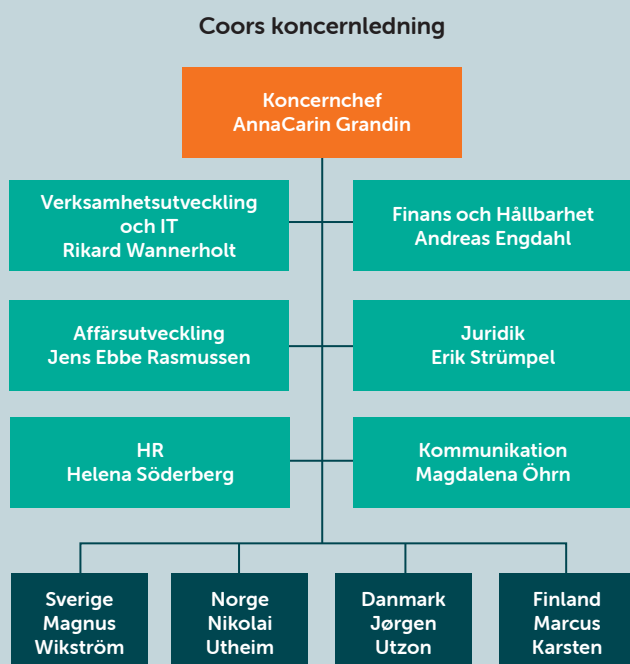 Coors koncernledning
Koncernchef
AnnaCarin Grandin
Verksamhetsutveckling
och IT
Rikard Wannerholt
Finans och Hållbarhet
Andreas Engdahl
Affärsutveckling
Jens Ebbe Rasmussen
Juridik
Erik Strümpel
HR
Helena Söderberg
Kommunikation
Magdalena Öhrn
Sverige
Magnus
Wikström
Norge
Nikolai
Utheim
Danmark
Jørgen
Utzon
Finland
Marcus
Karsten